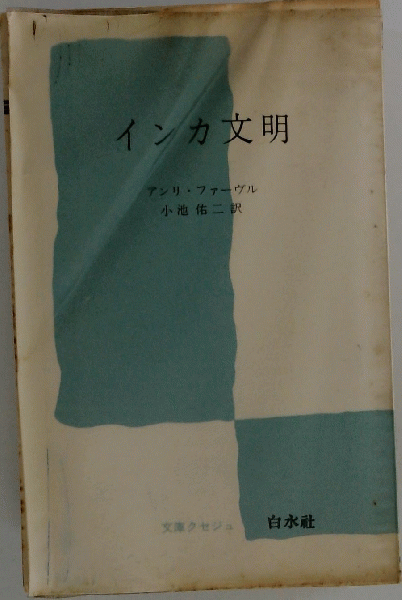 インカ文明
アンリ・ファーヴル
小池佑二訳
文庫クセジュ 白水社